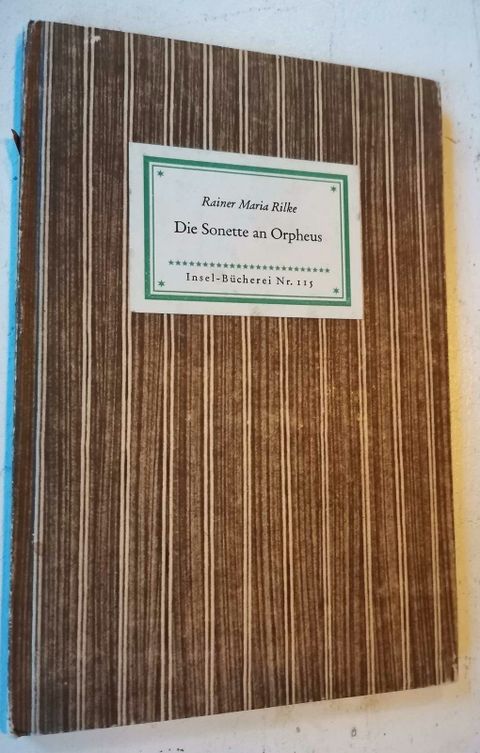 Rainer Maria Rilke
Die Sonette an Orpheus
Insel-Bücherei Nr. 115